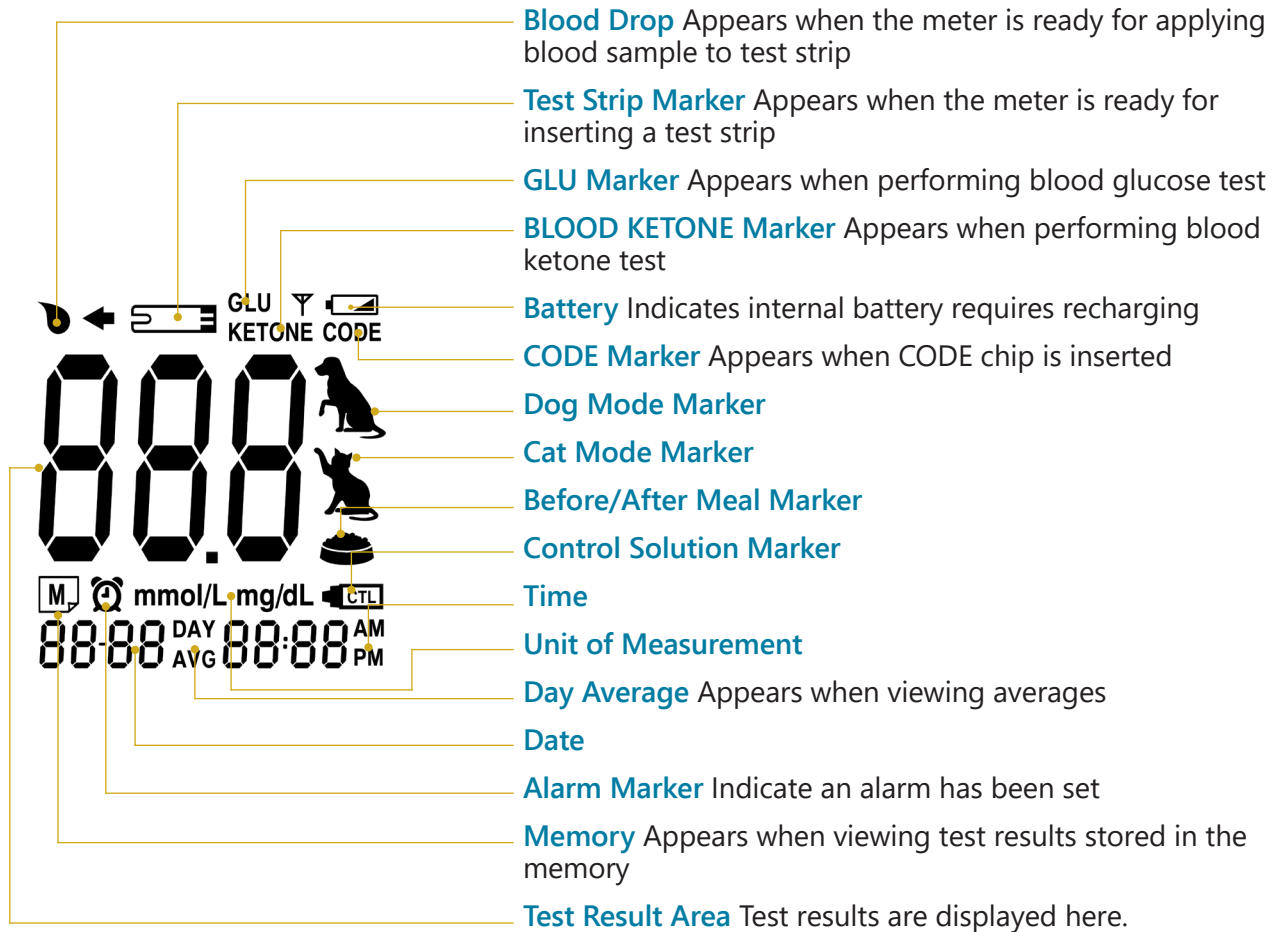 Blood Drop Appears when the meter is ready for applying
blood sample to test strip
Test Strip Marker Appears when the meter is ready for
inserting a test strip
GLU Marker Appears when performing blood glucose test
BLOOD KETONE Marker Appears when performing blood
ketone test
Battery Indicates internal battery requires recharging
CODE Marker Appears when CODE chip is inserted
Dog Mode Marker
Cat Mode Marker
Before/After Meal Marker
Control Solution Marker
Time
Unit of Measurement
Day Average Appears when viewing averages
Date
Alarm Marker Indicate an alarm has been set
Memory Appears when viewing test results stored in the
memory
Test Result Area Test results are displayed here.
GLU
KETONE CODE
88.8
M mmol/L mg/dL CTL
88-88 DAY AVG 88:88 AM PM